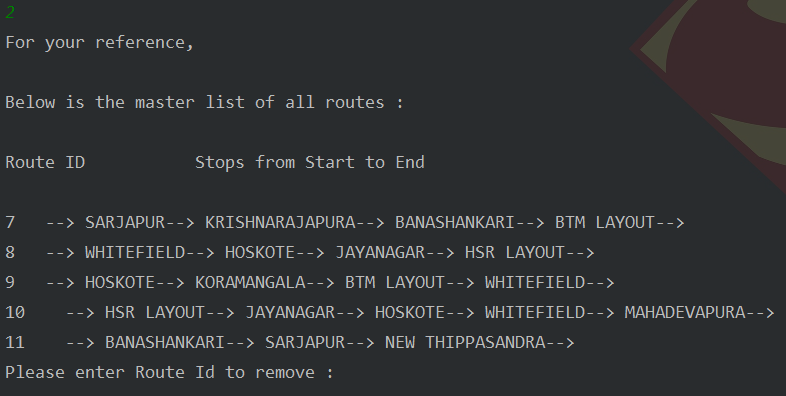 2
For your reference,
Below is the master list of all routes :
Route ID           Stops from Start to End
7   --> SARJAPUR--> KRISHNARAJAPURA--> BANASHANKARI--> BTM LAYOUT-->
8   --> WHITEFIELD--> HOSKOTE--> JAYANAGAR--> HSR LAYOUT-->
9   --> HOSKOTE--> KORAMANGALA--> BTM LAYOUT--> WHITEFIELD-->
10    --> HSR LAYOUT--> JAYANAGAR--> HOSKOTE--> WHITEFIELD--> MAHADEVAPURA-->
11    --> BANASHANKARI--> SARJAPUR--> NEW THIPPASANDRA-->
Please enter Route Id to remove :